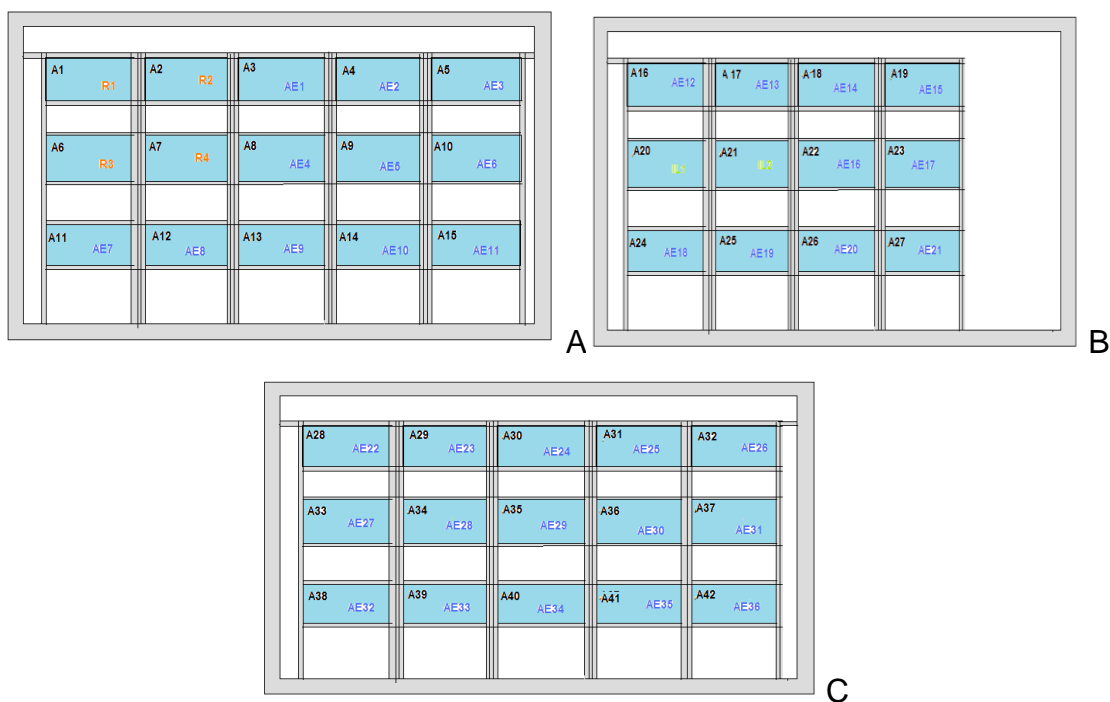 A1 R1 A2 R2 A3 AE1 A4 AE2 A5 AE3
A6 R3 A7 R4 A8 AE4 A9 AE5 A10 AE6
A11 AE7 A12 AE8 A13 AE9 A14 AE10 A15 AE11
A
A16 AE12 A17 AE13 A18 AE14 A19 AE15
A20 A21 A22 AE16 A23 AE17
A24 AE18 A25 AE19 A26 AE20 A27 AE21
B
A28 AE22 A29 AE23 A30 AE24 A31 AE25 A32 AE26
A33 AE27 A34 AE28 A35 AE29 A36 AE30 A37 AE31
A38 AE32 A39 AE33 A40 AE34 A41 AE35 A42 AE36
C